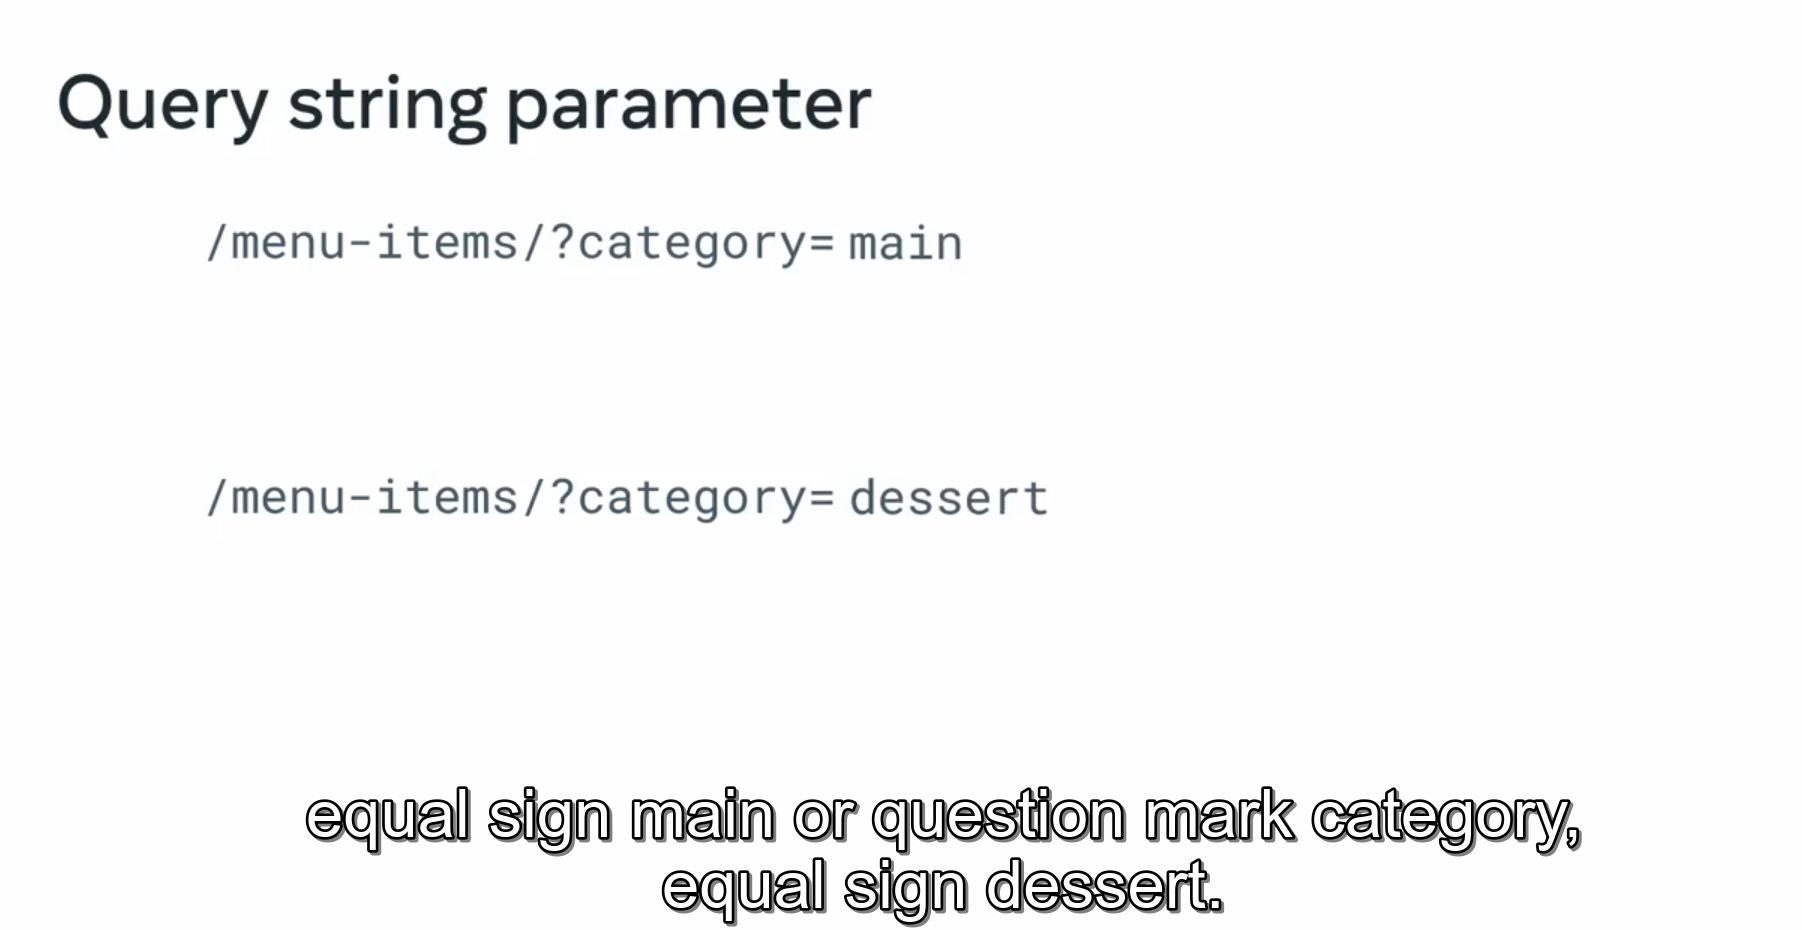 Query string parameter
/menu-items/?category= main
/menu-items/?category= dessert
equal sign main or question mark category,
equal sign dessert.